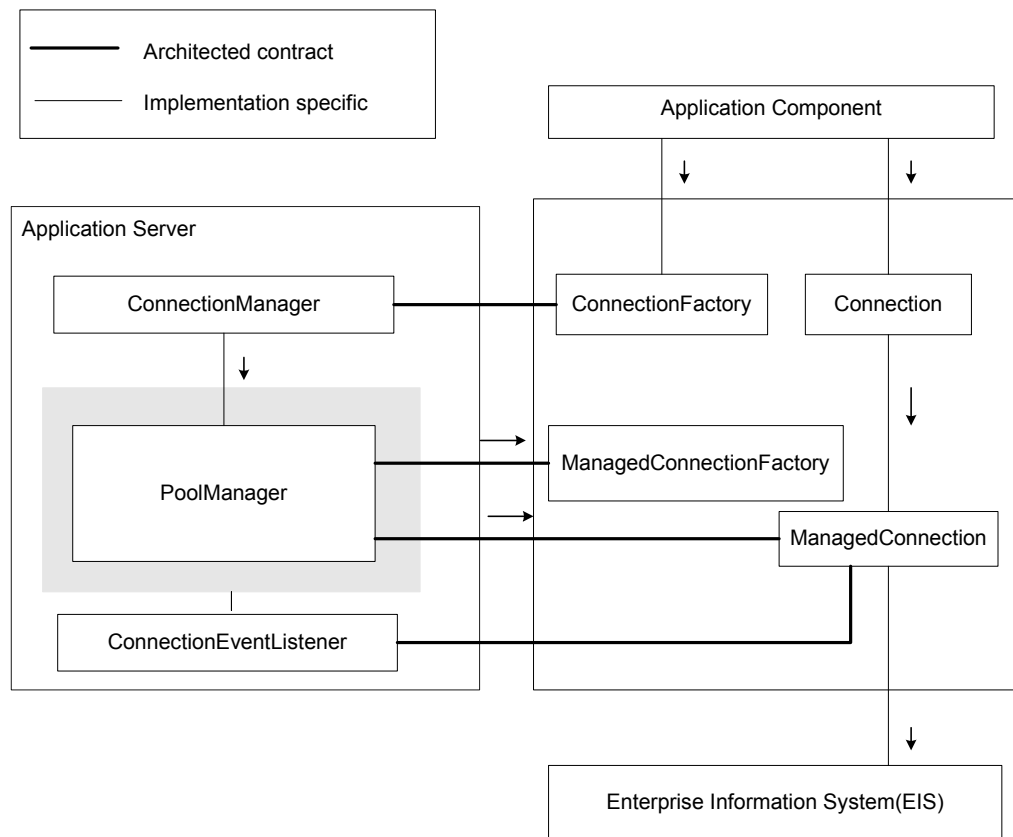 Architected contract
Implementation specific
Application Component
Application Server
ConnectionManager
ConnectionFactory
Connection
PoolManager
ManagedConnectionFactory
ManagedConnection
ConnectionEventListener
Enterprise Information System(EIS)